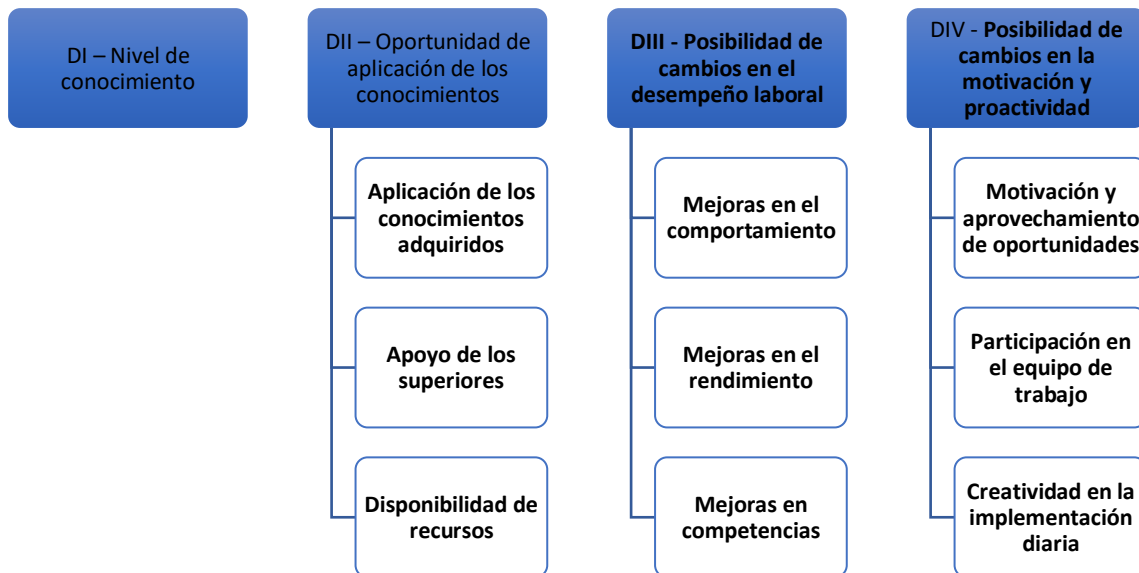 DI – Nivel de
conocimiento
DII – Oportunidad de
aplicación de los
conocimientos
Aplicación de los
conocimientos
adquiridos
Apoyo de los
superiores
Disponibilidad de
recursos
DIII - Posibilidad de
cambios en el
desempeño laboral
Mejoras en el
comportamiento
Mejoras en el
rendimiento
Mejoras en
competencias
DIV - Posibilidad de
cambios en la
motivación y
proactividad
Motivación y
aprovechamiento
de oportunidades
Participación en
el equipo de
trabajo
Creatividad en la
implementación
diaria